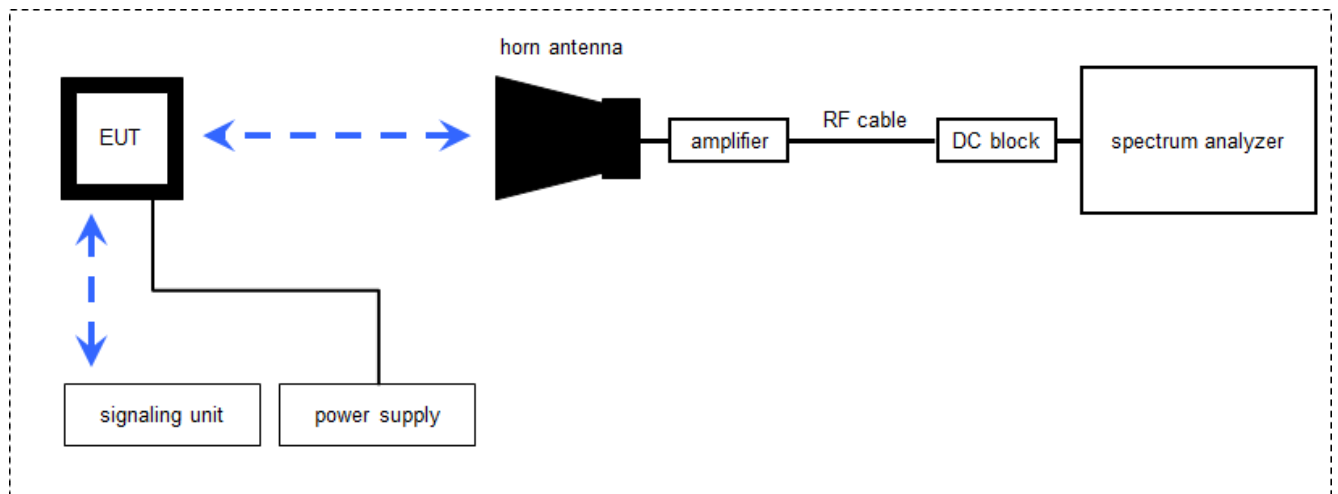 horn antenna
EUT
amplifier
RF cable
DC block
spectrum analyzer
signaling unit
power supply